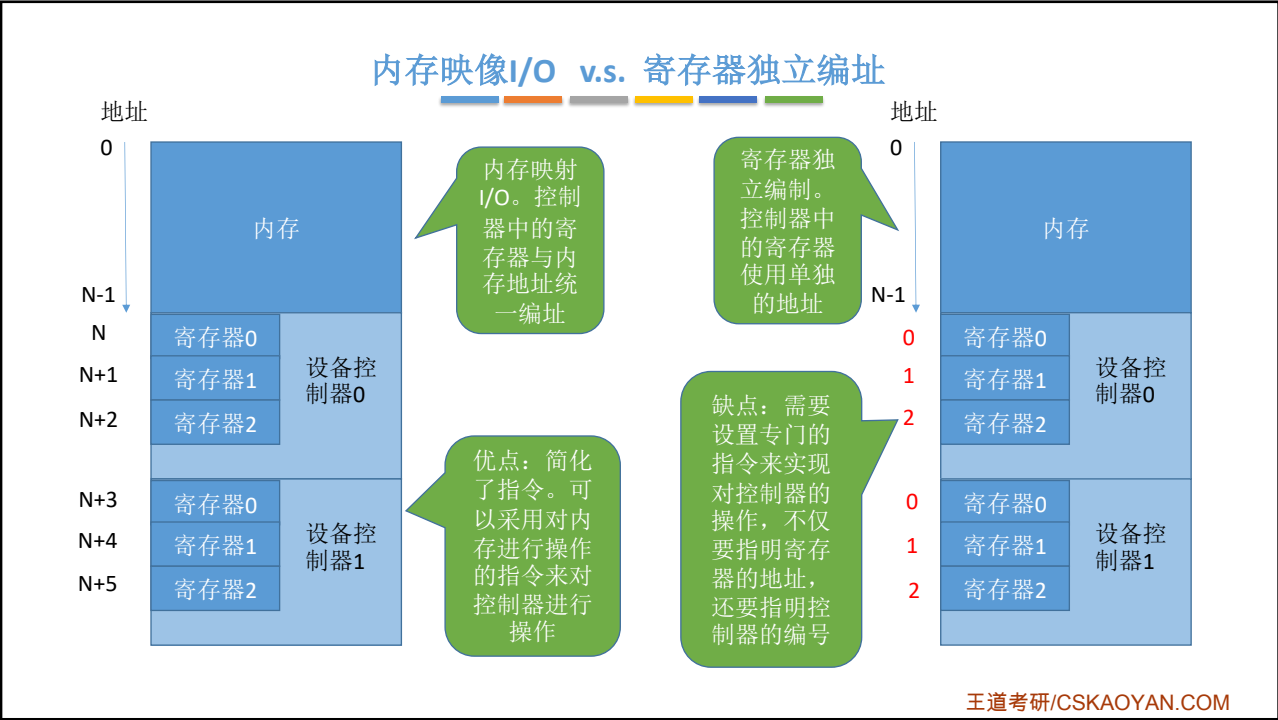 内存映像I/O v.s. 寄存器独立编址
地址
0
N-1
N
N+1
N+2
N+3
N+4
N+5
内存
寄存器0
寄存器1
寄存器2
设备控
制器0
寄存器0
寄存器1
寄存器2
设备控
制器1
内存映射
I/O。控制
器中的寄
存器与内
存地址统
一编址
优点：简化
了指令。可
以采用对内
存进行操作
的指令来对
控制器进行
操作
寄存器独
立编制。
控制器中
的寄存器
使用单独
的地址
缺点：需要
设置专门的
指令来实现
对控制器的
操作，不仅
要指明寄存
器的地址，
还要指明控
制器的编号
地址
0
N-1
0
1
2
0
1
2
内存
寄存器0
寄存器1
寄存器2
设备控
制器0
寄存器0
寄存器1
寄存器2
设备控
制器1
王道考研/CSKAOYAN.COM